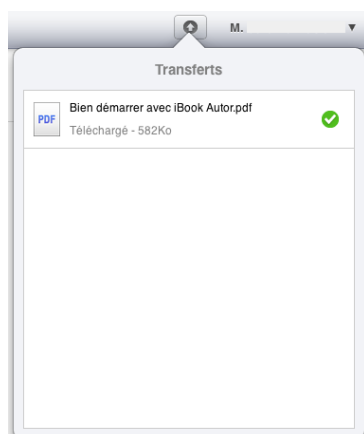 M.
Transferts
PDF
Bien démarrer avec iBook Autor.pdf
Téléchargé - 582Ko